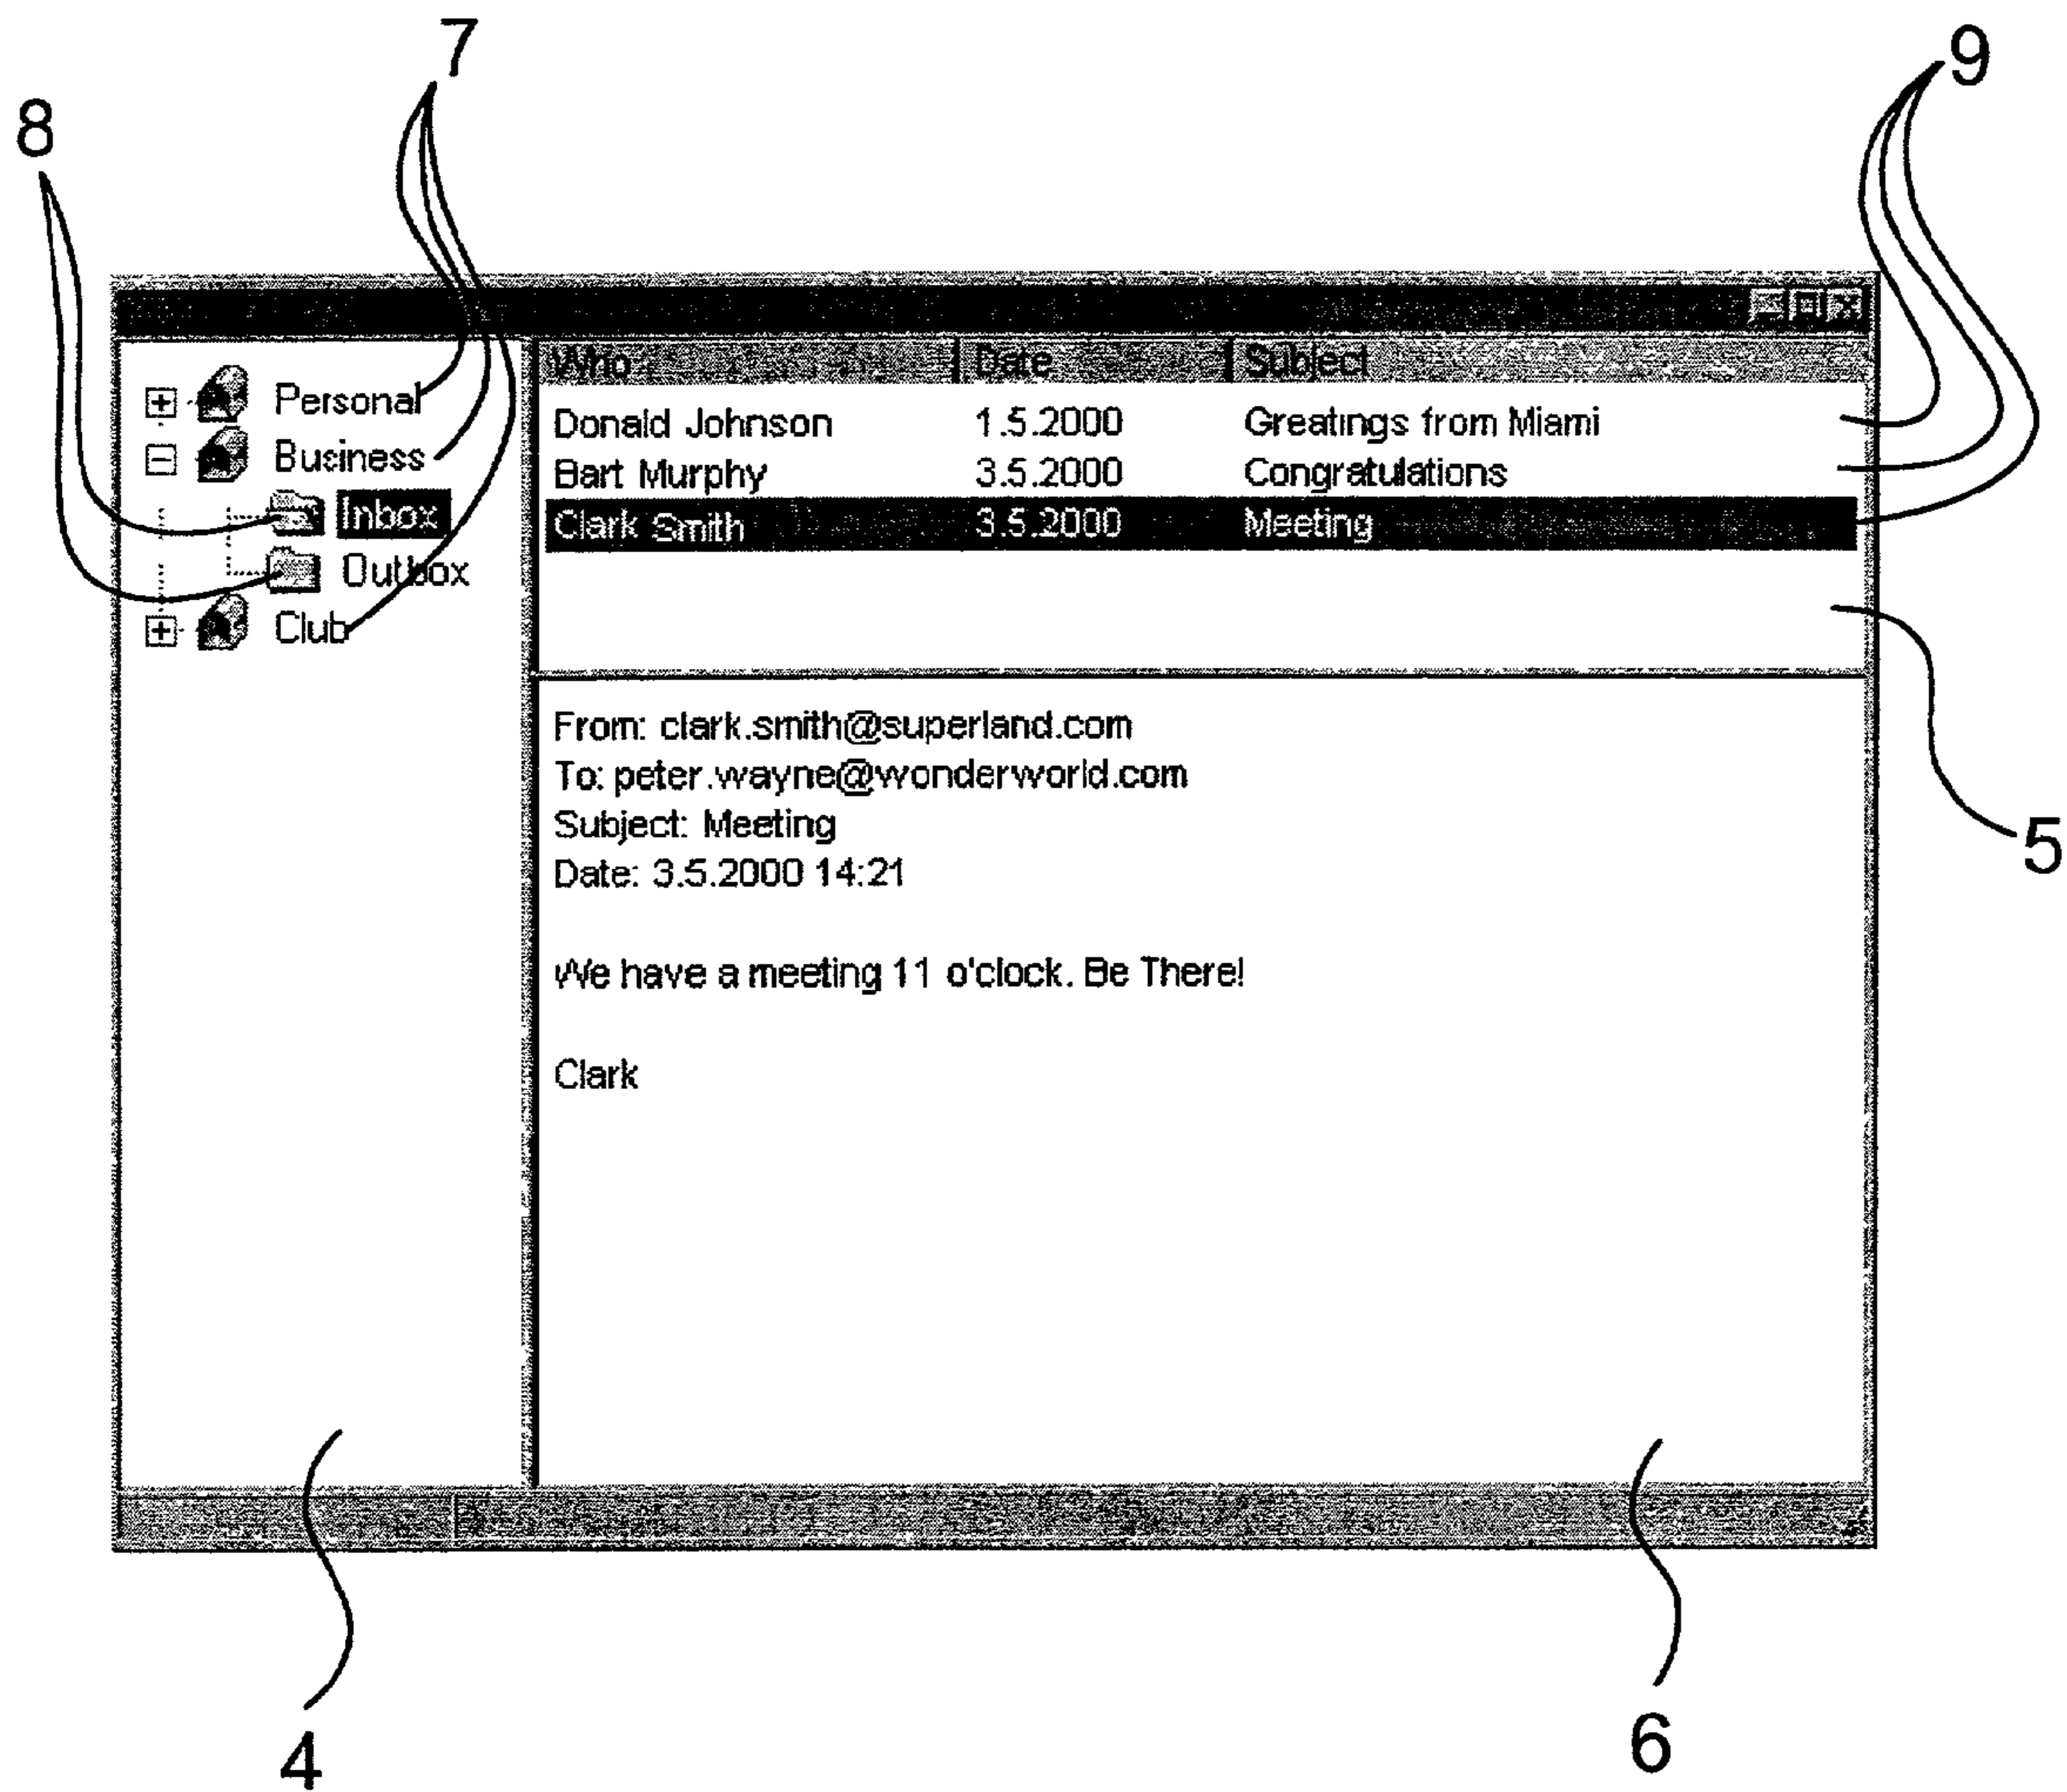 7
9
8
Who Date Subject
Personal
Donald Johnson 1.5.2000 Greatings from Miami
Business
Bart Murphy 3.5.2000 Congratulations
Inbox
Clark Smith 3.5.2000 Meeting
Outbox
Club
From: clark.smith@superland.com
To: peter.wayne@wonderworld.com
Subject: Meeting
5
Date: 3.5.2000 14:21
We have a meeting 11 o'clock. Be There!
Clark
4
6